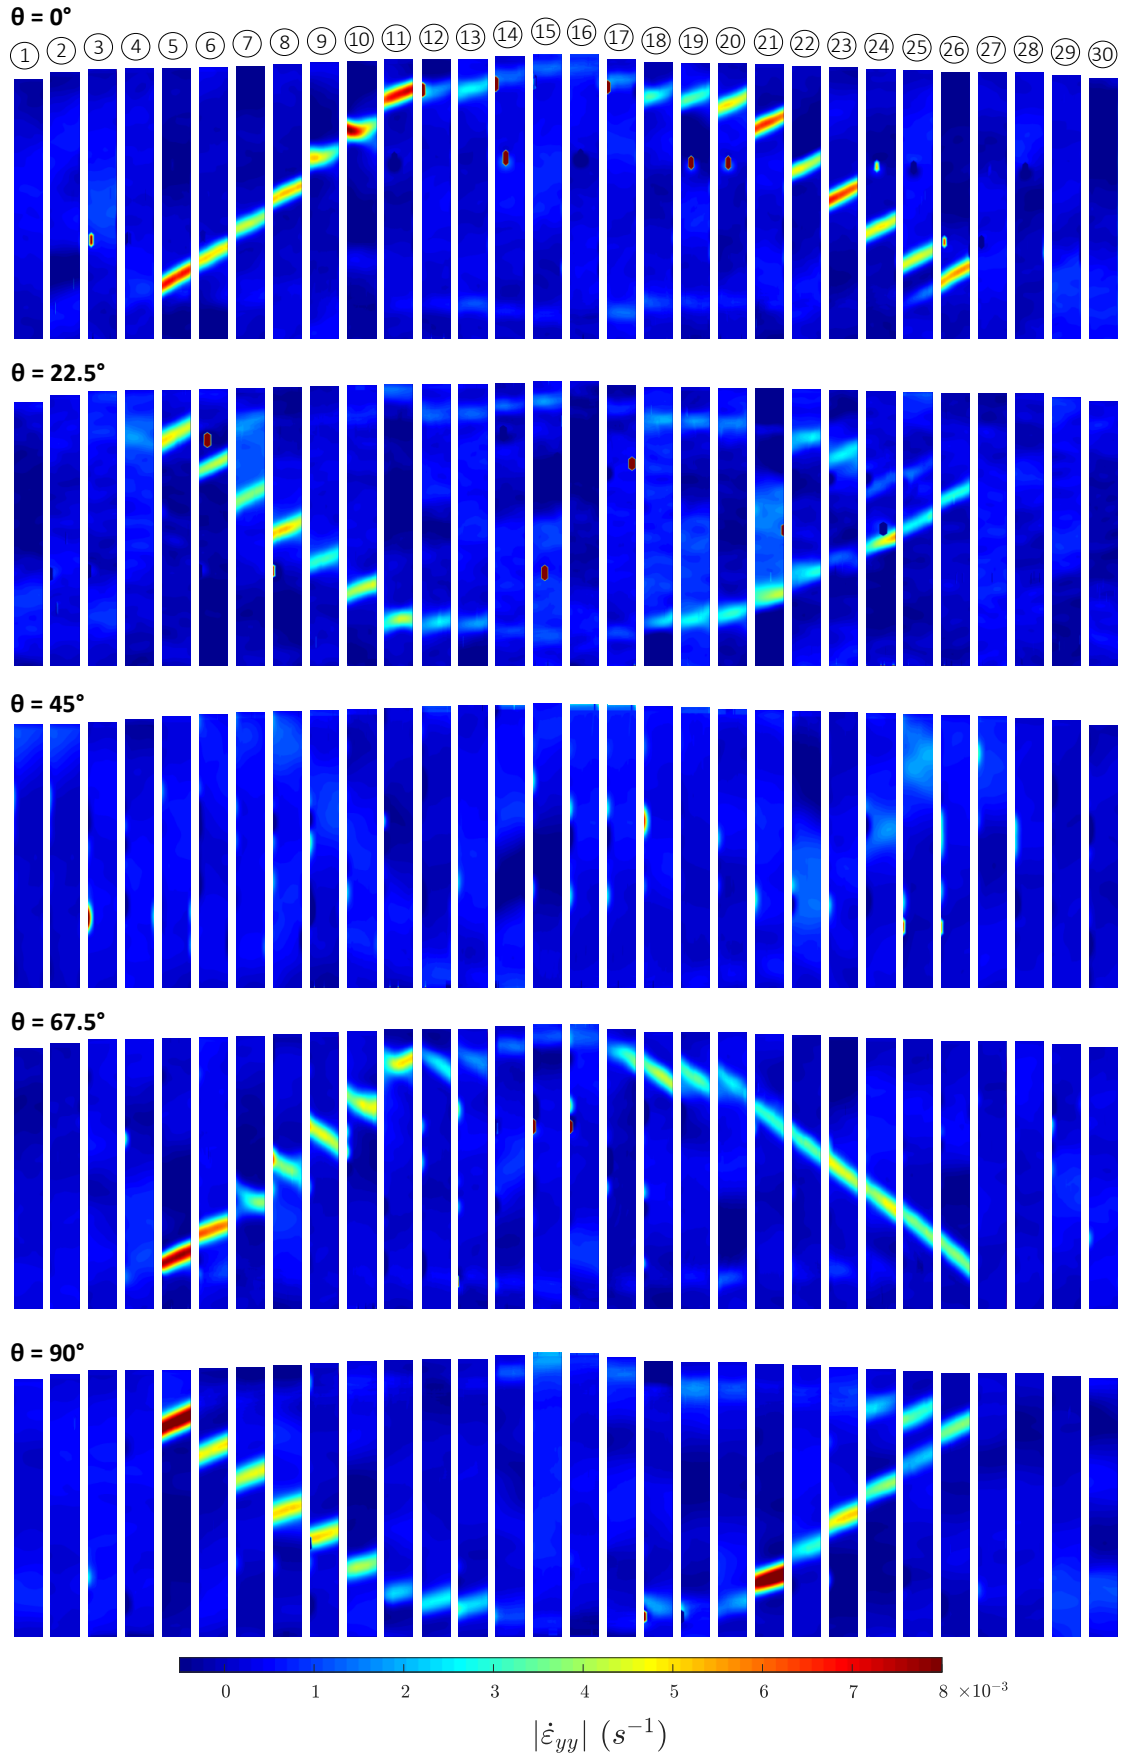 θ = 0°
① ② ③ ④ ⑤ ⑥ ⑦ ⑧ ⑨ ⑩ ⑪ ⑫ ⑬ ⑭ ⑮ ⑯ ⑰ ⑱ ⑲ ⑳ ㉑ ㉒ ㉓ ㉔ ㉕ ㉖ ㉗ ㉘ ㉙ ㉚
θ = 22.5°
θ = 45°
θ = 67.5°
θ = 90°
0 1 2 3 4 5 6 7 8 ×10⁻³
|ε̇_yy| (s⁻¹)